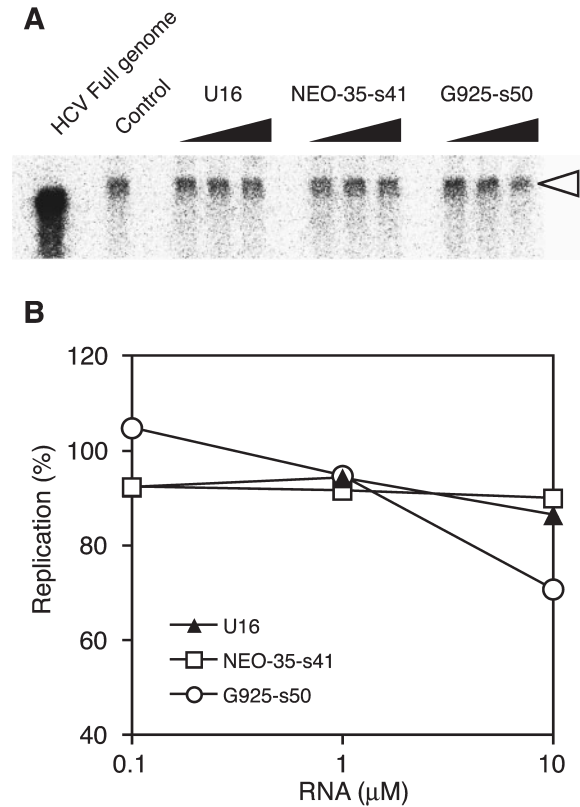 A
HCV Full genome
Control
U16
NEO-35-s41
G925-s50
B
120
100
80
60
40
Replication (%)
U16
NEO-35-s41
G925-s50
0.1
1
10
RNA (μM)